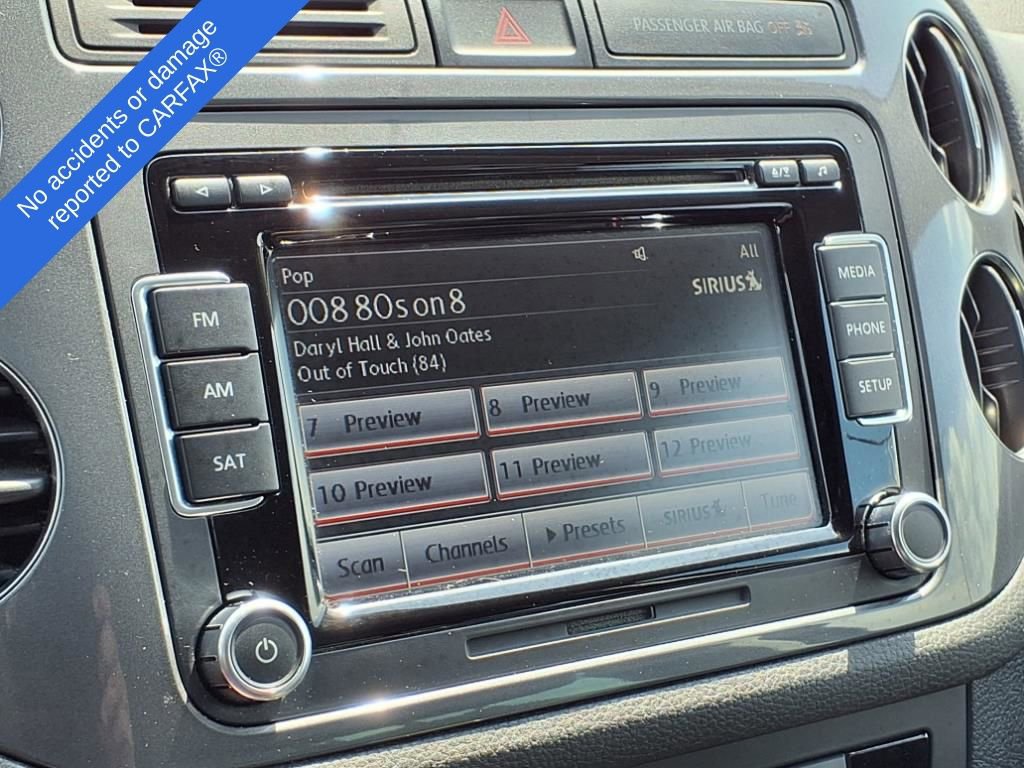 No accidents or damage
reported to CARFAX®
PASSENGER AIR BAG OFF
FM
AM
SAT
MEDIA
PHONE
SETUP
All
Pop
SIRIUS
008 80s on 8
Daryl Hall & John Oates
Out of Touch (84)
7 Preview
8 Preview
9 Preview
10 Preview
11 Preview
12 Preview
Scan
Channels
Presets
SIRIUS
Tune